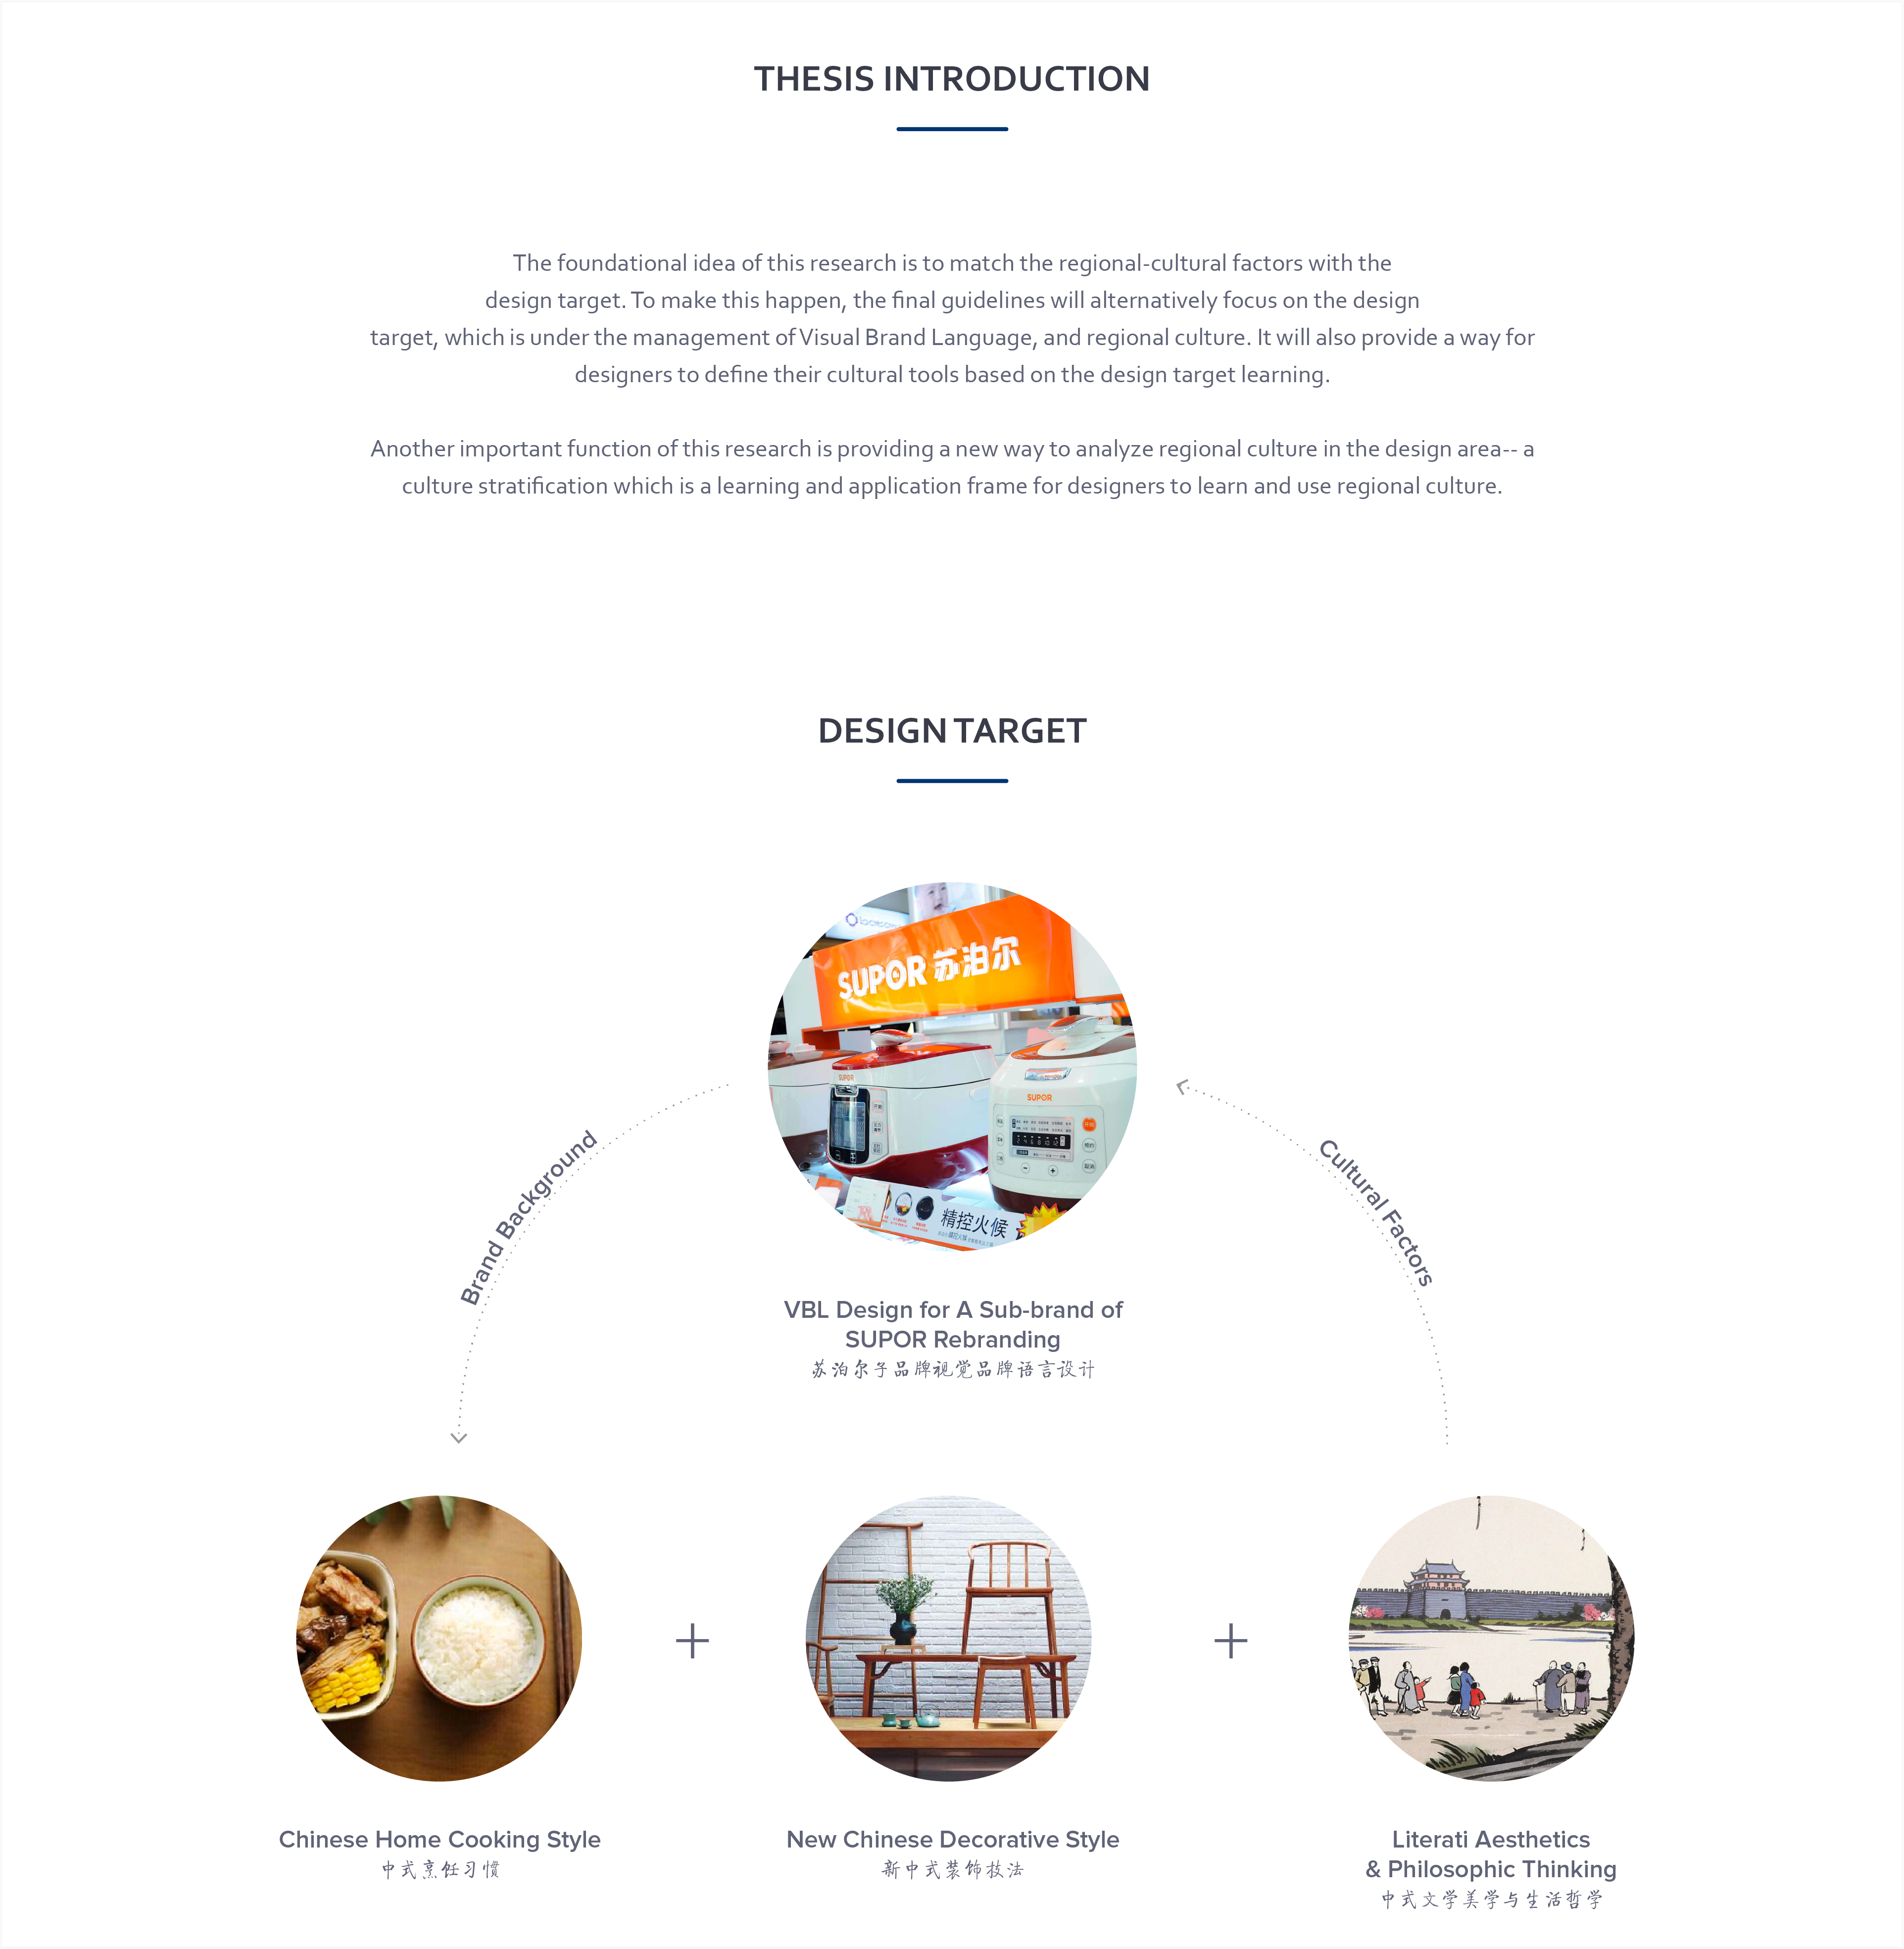 THESIS INTRODUCTION
The foundational idea of this research is to match the regional-cultural factors with the
design target. To make this happen, the final guidelines will alternatively focus on the design
target, which is under the management of Visual Brand Language, and regional culture. It will also provide a way for
designers to define their cultural tools based on the design target learning.
Another important function of this research is providing a new way to analyze regional culture in the design area-- a
culture stratification which is a learning and application frame for designers to learn and use regional culture.
DESIGN TARGET
SUPOR 苏泊尔
SUPOR
SUPOR
精控火候
Brand Background
Cultural Factors
VBL Design for A Sub-brand of
SUPOR Rebranding
苏泊尔子品牌视觉品牌语言设计
Chinese Home Cooking Style
中式烹饪习惯
New Chinese Decorative Style
新中式装饰技法
Literati Aesthetics
& Philosophic Thinking
中式文学美学与生活哲学